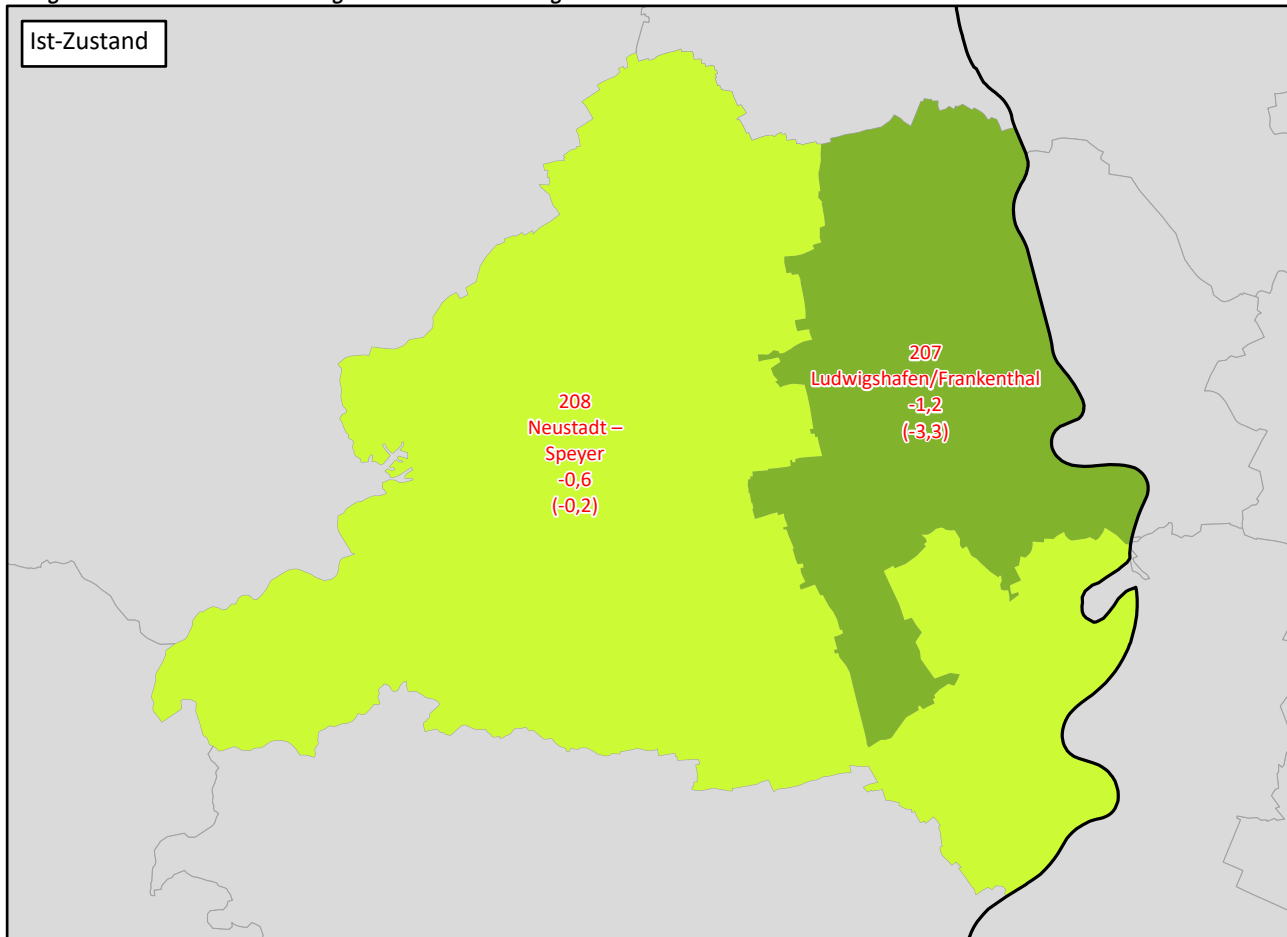 Ist-Zustand
207
Ludwigshafen/Frankenthal
-1,2
(-3,3)
208
Neustadt –
Speyer
-0,6
(-0,2)